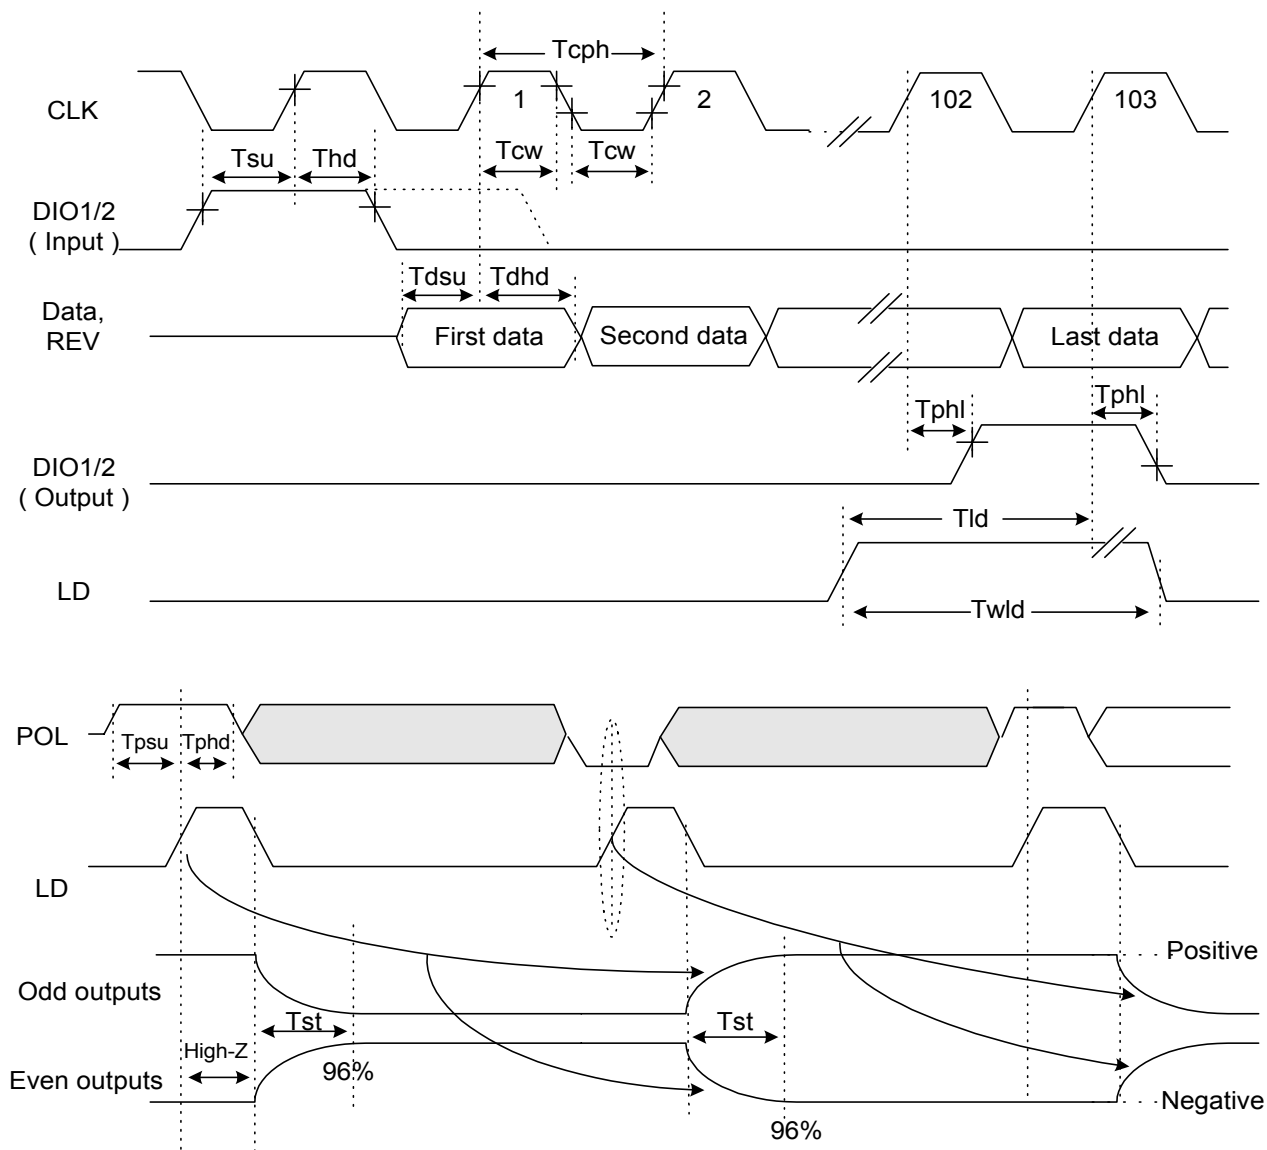 Tcph
CLK
1
2
102
103
Tsu
Thd
Tcw
Tcw
DIO1/2
( Input )
Tdsu
Tdhd
Data,
REV
First data
Second data
Last data
Tphl
Tphl
DIO1/2
( Output )
Tld
LD
Twld
POL
Tpsu
Tphd
LD
Positive
Odd outputs
Tst
Tst
High-Z
Even outputs
96%
Negative
96%